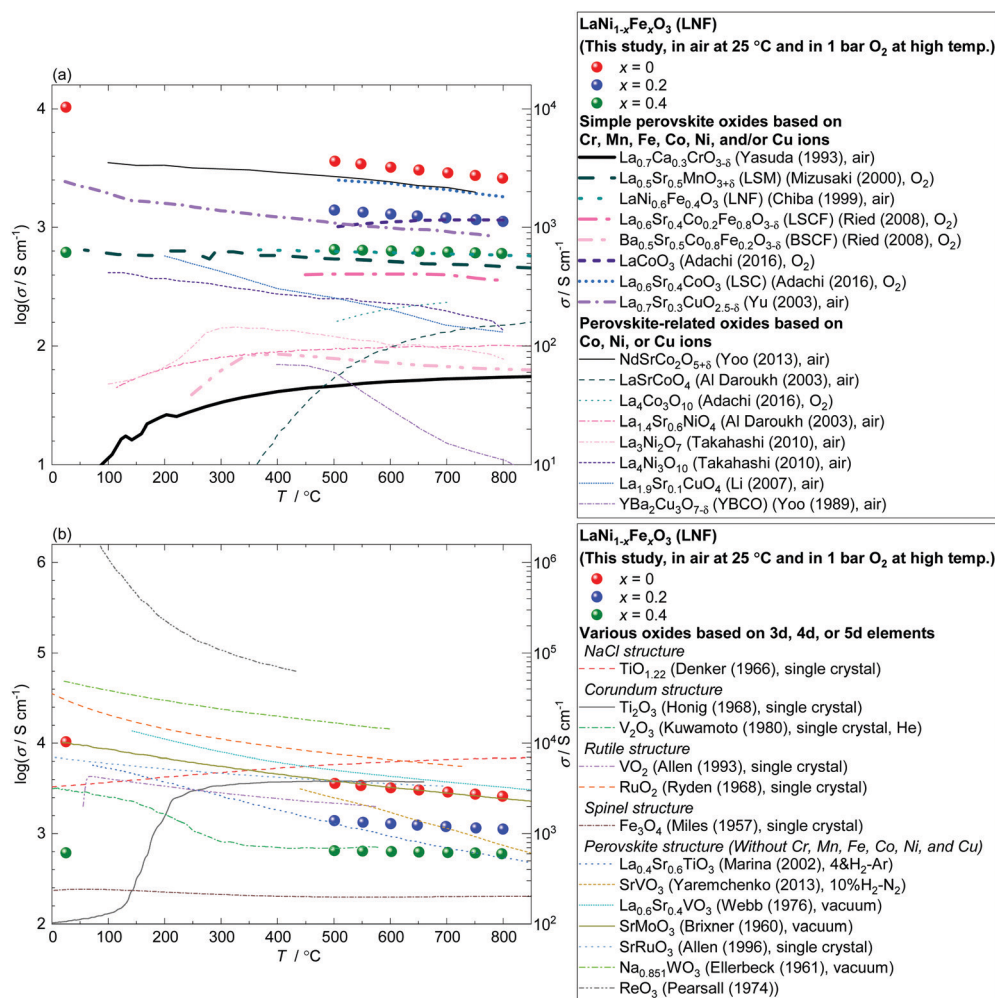 (a)
log(σ / S cm⁻¹)
4
3
2
1
σ / S cm⁻¹
10⁴
10³
10²
10¹
0 100 200 300 400 500 600 700 800
T / °C
LaNi₁₋ₓFeₓO₃ (LNF)
(This study, in air at 25 °C and in 1 bar O₂ at high temp.)
x = 0
x = 0.2
x = 0.4
Simple perovskite oxides based on
Cr, Mn, Fe, Co, Ni, and/or Cu ions
La₀.₇Ca₀.₃CrO₃₋δ (Yasuda (1993), air)
La₀.₅Sr₀.₅MnO₃₊δ (LSM) (Mizusaki (2000), O₂)
LaNi₀.₆Fe₀.₄O₃ (LNF) (Chiba (1999), air)
La₀.₆Sr₀.₄Co₀.₂Fe₀.₈O₃₋δ (LSCF) (Ried (2008), O₂)
Ba₀.₅Sr₀.₅Co₀.₈Fe₀.₂O₃₋δ (BSCF) (Ried (2008), O₂)
LaCoO₃ (Adachi (2016), O₂)
La₀.₆Sr₀.₄CoO₃ (LSC) (Adachi (2016), O₂)
La₀.₇Sr₀.₃CuO₂.₅₋δ (Yu (2003), air)
Perovskite-related oxides based on
Co, Ni, or Cu ions
NdSrCo₂O₅₊δ (Yoo (2013), air)
LaSrCoO₄ (Al Daroukh (2003), air)
La₄Co₃O₁₀ (Adachi (2016), O₂)
La₁.₄Sr₀.₆NiO₄ (Al Daroukh (2003), air)
La₃Ni₂O₇ (Takahashi (2010), air)
La₄Ni₃O₁₀ (Takahashi (2010), air)
La₁.₉Sr₀.₁CuO₄ (Li (2007), air)
YBa₂Cu₃O₇₋δ (YBCO) (Yoo (1989), air)
(b)
log(σ / S cm⁻¹)
6
5
4
3
2
σ / S cm⁻¹
10⁶
10⁵
10⁴
10³
10²
0 100 200 300 400 500 600 700 800
T / °C
LaNi₁₋ₓFeₓO₃ (LNF)
(This study, in air at 25 °C and in 1 bar O₂ at high temp.)
x = 0
x = 0.2
x = 0.4
Various oxides based on 3d, 4d, or 5d elements
NaCl structure
TiO₁.₂₂ (Denker (1966), single crystal)
Corundum structure
Ti₂O₃ (Honig (1968), single crystal)
V₂O₃ (Kuwamoto (1980), single crystal, He)
Rutile structure
VO₂ (Allen (1993), single crystal)
RuO₂ (Ryden (1968), single crystal)
Spinel structure
Fe₃O₄ (Miles (1957), single crystal)
Perovskite structure (Without Cr, Mn, Fe, Co, Ni, and Cu)
La₀.₄Sr₀.₆TiO₃ (Marina (2002), 4&H₂-Ar)
SrVO₃ (Yaremchenko (2013), 10%H₂-N₂)
La₀.₆Sr₀.₄VO₃ (Webb (1976), vacuum)
SrMoO₃ (Brixner (1960), vacuum)
SrRuO₃ (Allen (1996), single crystal)
Na₀.₈₅₁WO₃ (Ellerbeck (1961), vacuum)
ReO₃ (Pearsall (1974))